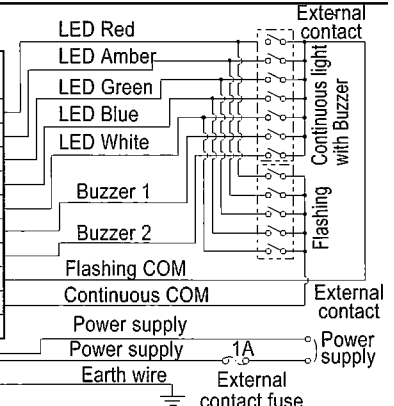 External
contact
LED Red
LED Amber
LED Green
LED Blue
LED White
Continuous light
with Buzzer
Buzzer 1
Buzzer 2
Flashing
Flashing COM
Continuous COM
External
contact
Power supply
Power supply
1A
Power
supply
Earth wire
External
contact fuse